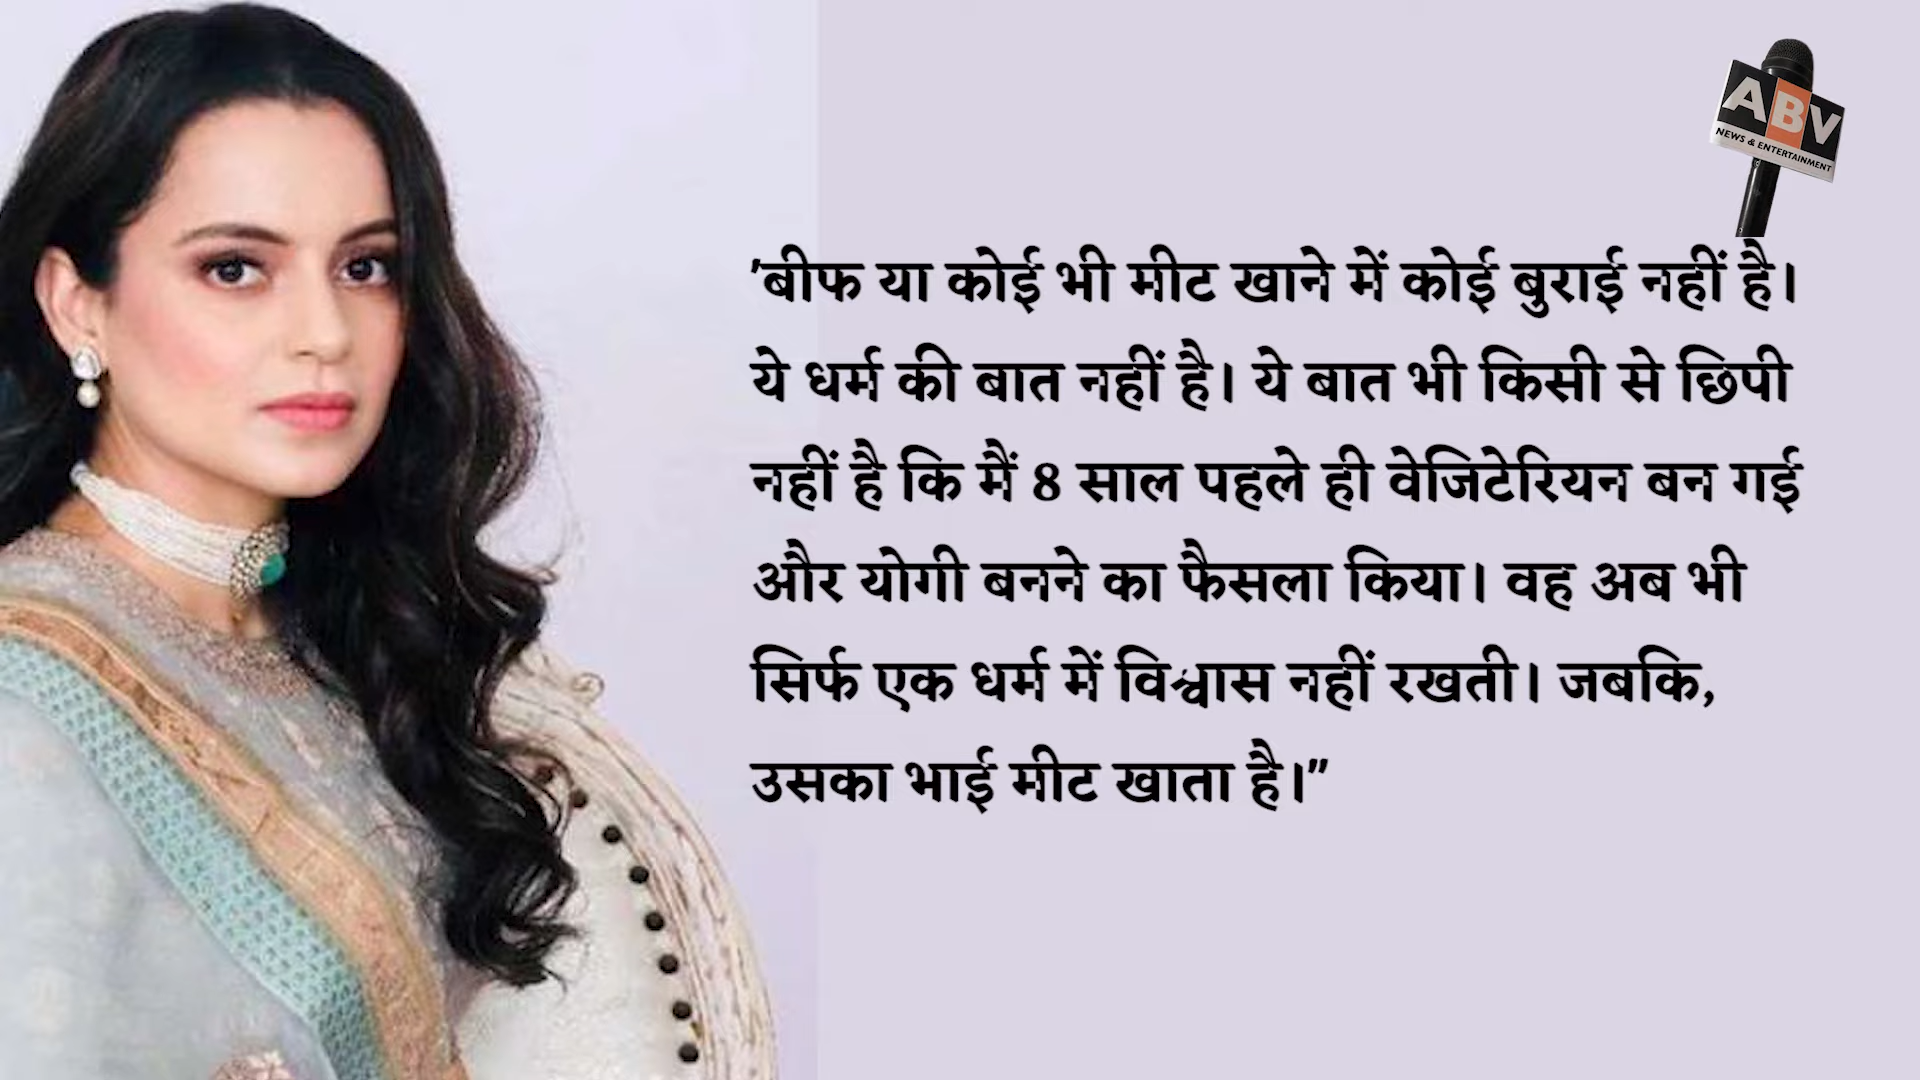 ABV
NEWS & ENTERTAINMENT
'बीफ या कोई भी मीट खाने में कोई बुराई नहीं है।
ये धर्म की बात नहीं है। ये बात भी किसी से छिपी
नहीं है कि मैं 8 साल पहले ही वेजिटेरियन बन गई
और योगी बनने का फैसला किया। वह अब भी
सिर्फ एक धर्म में विश्वास नहीं रखती। जबकि,
उसका भाई मीट खाता है।"